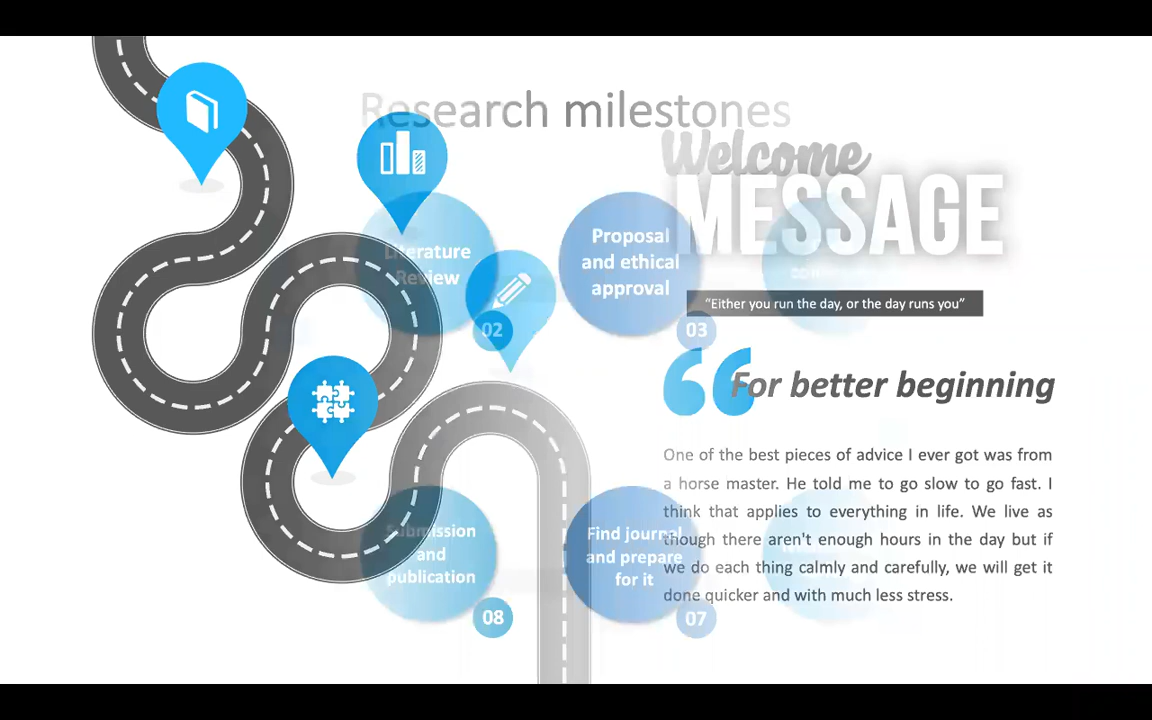 Research milestones
Welcome
MESSAGE
Literature
Review
02
Proposal
and ethical
approval
03
“Either you run the day, or the day runs you”
“
For better beginning
One of the best pieces of advice I ever got was from
a horse master. He told me to go slow to go fast. I
think that applies to everything in life. We live as
though there aren't enough hours in the day but if
we do each thing calmly and carefully, we will get it
done quicker and with much less stress.
Submission
and
publication
08
Find journal
and prepare
for it
07